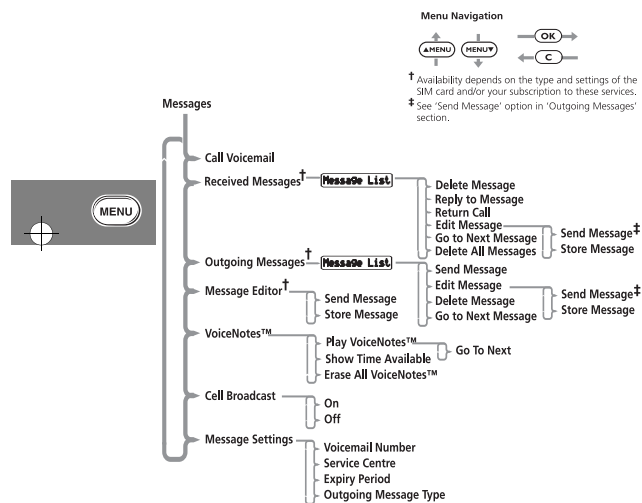 Menu Navigation
▲MENU MENU▼ OK
C
† Availability depends on the type and settings of the
SIM card and/or your subscription to these services.
‡ See 'Send Message' option in 'Outgoing Messages'
section.
Messages
MENU
Call Voicemail
Received Messages†
Message List
Delete Message
Reply to Message
Return Call
Edit Message
Go to Next Message
Delete All Messages
Send Message‡
Store Message
Outgoing Messages†
Message List
Send Message
Edit Message
Delete Message
Go to Next Message
Send Message‡
Store Message
Message Editor†
Send Message
Store Message
VoiceNotes™
Play VoiceNotes™
Show Time Available
Erase All VoiceNotes™
Go To Next
Cell Broadcast
On
Off
Message Settings
Voicemail Number
Service Centre
Expiry Period
Outgoing Message Type